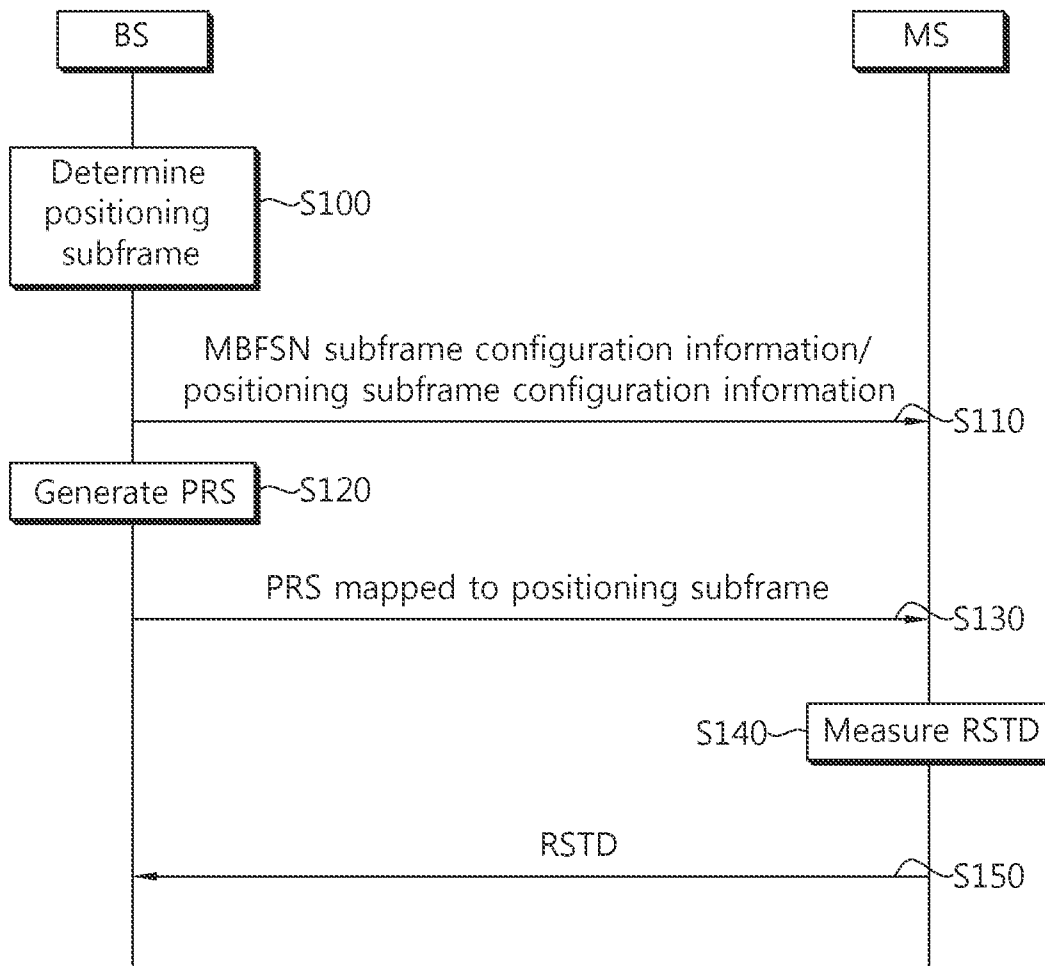 BS
MS
Determine
positioning
subframe
S100
MBFSN subframe configuration information/
positioning subframe configuration information
S110
Generate PRS
S120
PRS mapped to positioning subframe
S130
S140
Measure RSTD
RSTD
S150